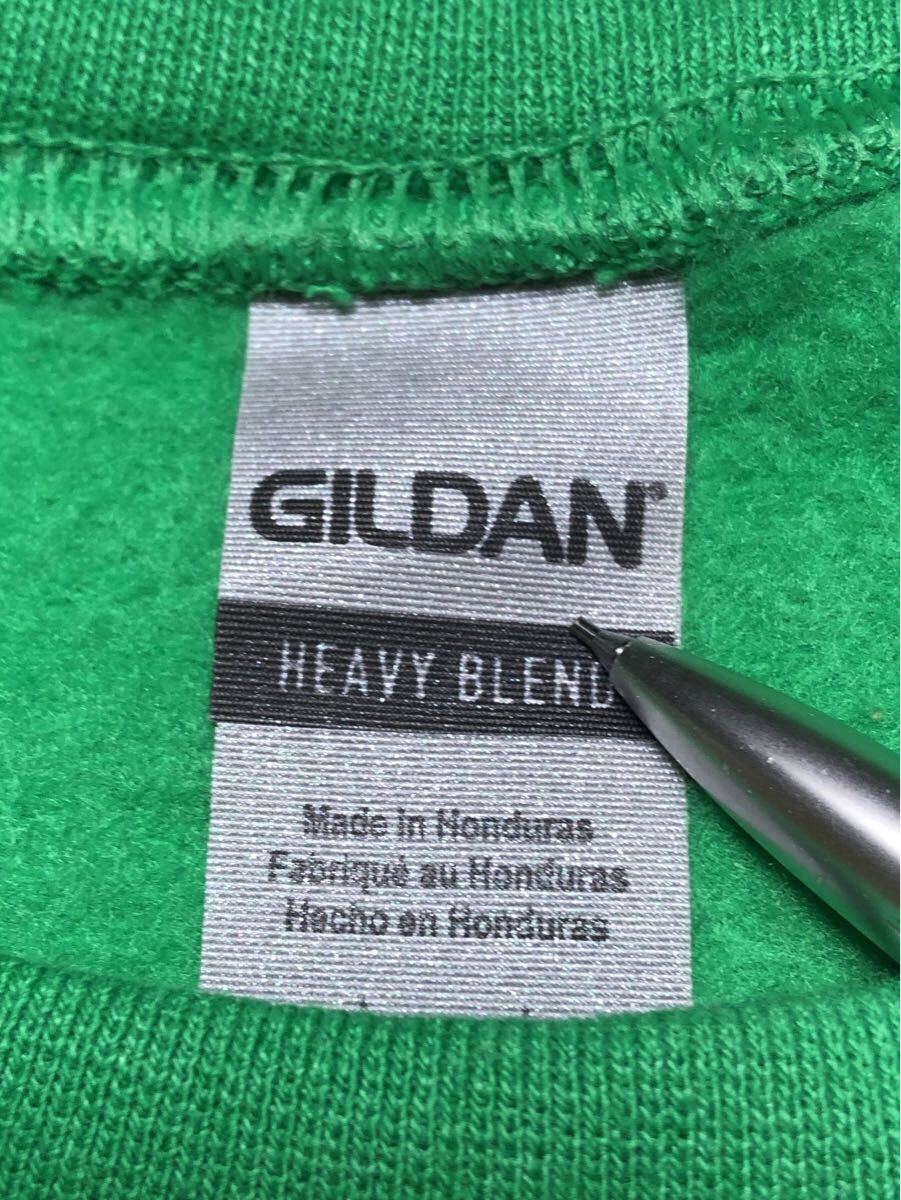 GILDAN®
HEAVY BLEND
Made in Honduras
Fabriqué au Honduras
Hecho en Honduras